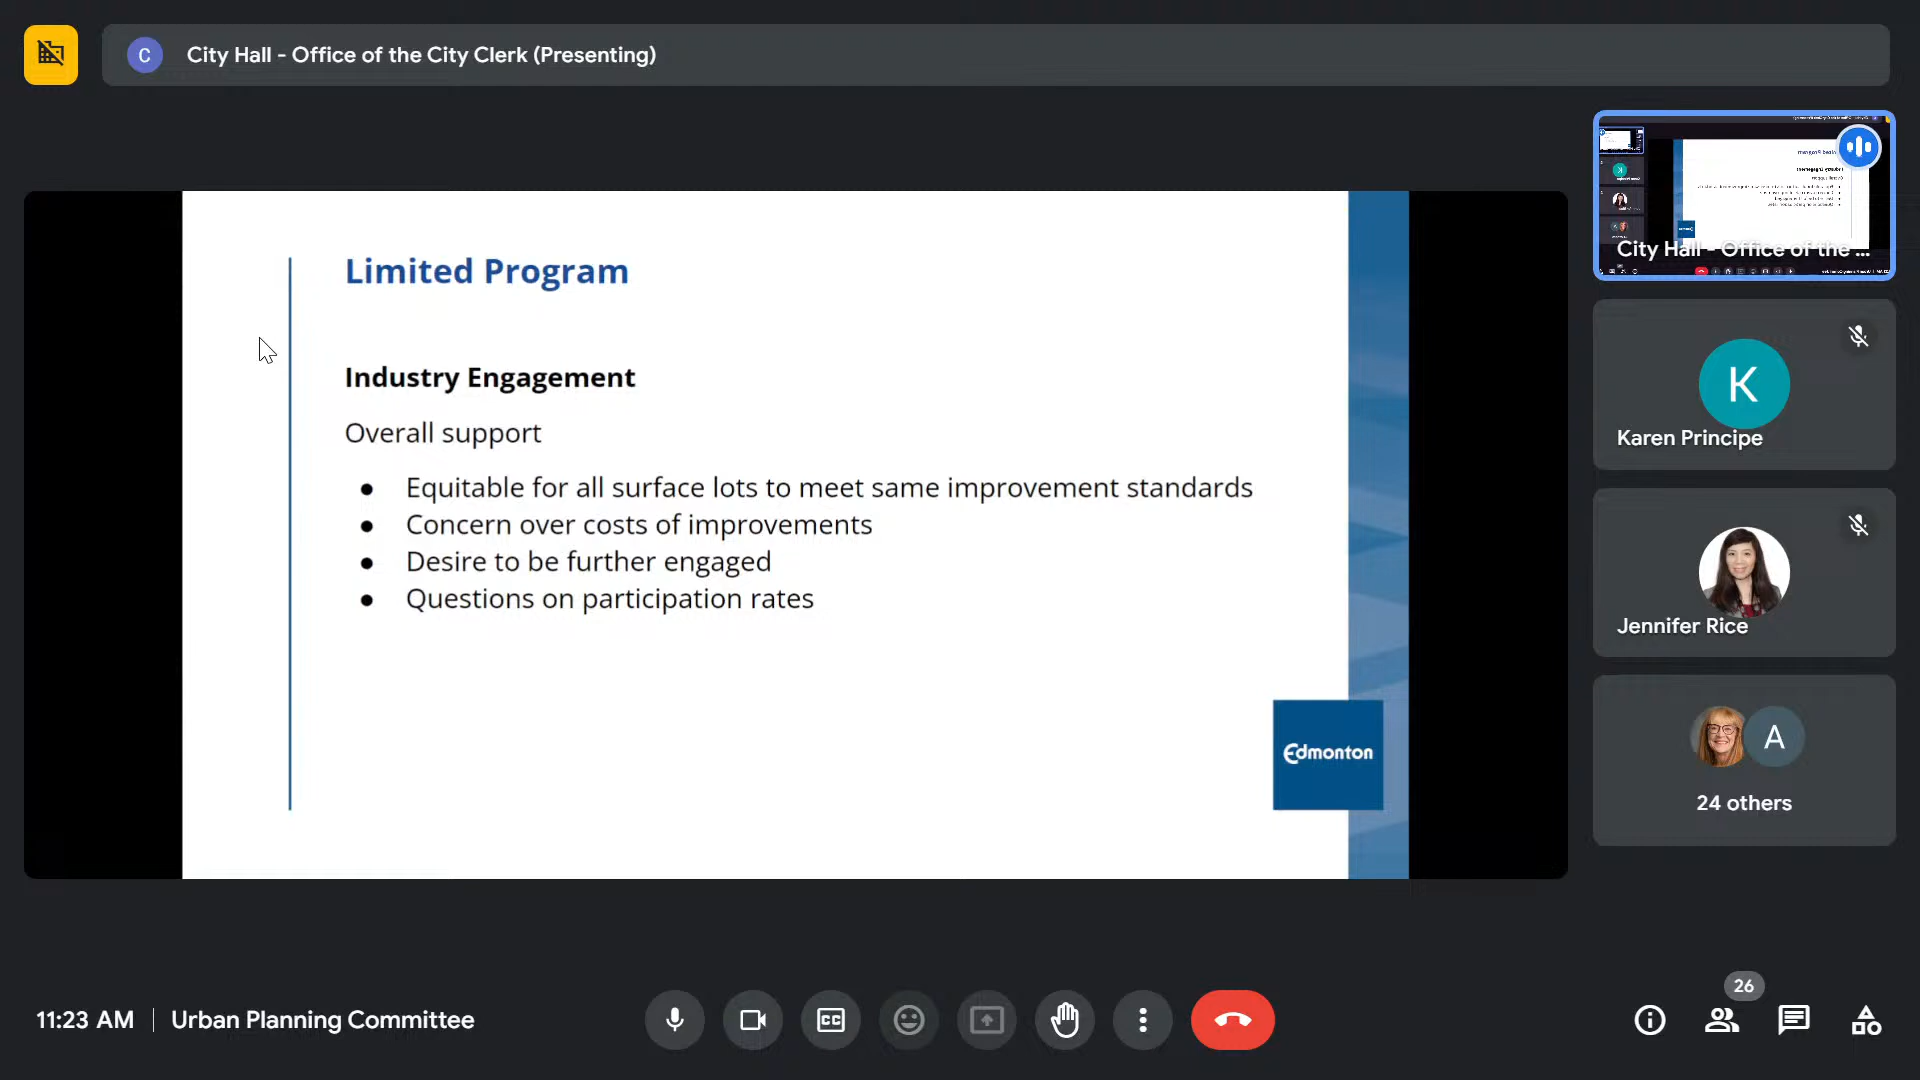 C City Hall - Office of the City Clerk (Presenting)
Limited Program
Industry Engagement
Overall support
● Equitable for all surface lots to meet same improvement standards
● Concern over costs of improvements
● Desire to be further engaged
● Questions on participation rates
Edmonton
City Hall - Office of the ...
K
Karen Principe
Jennifer Rice
A
24 others
11:23 AM | Urban Planning Committee
CC
26